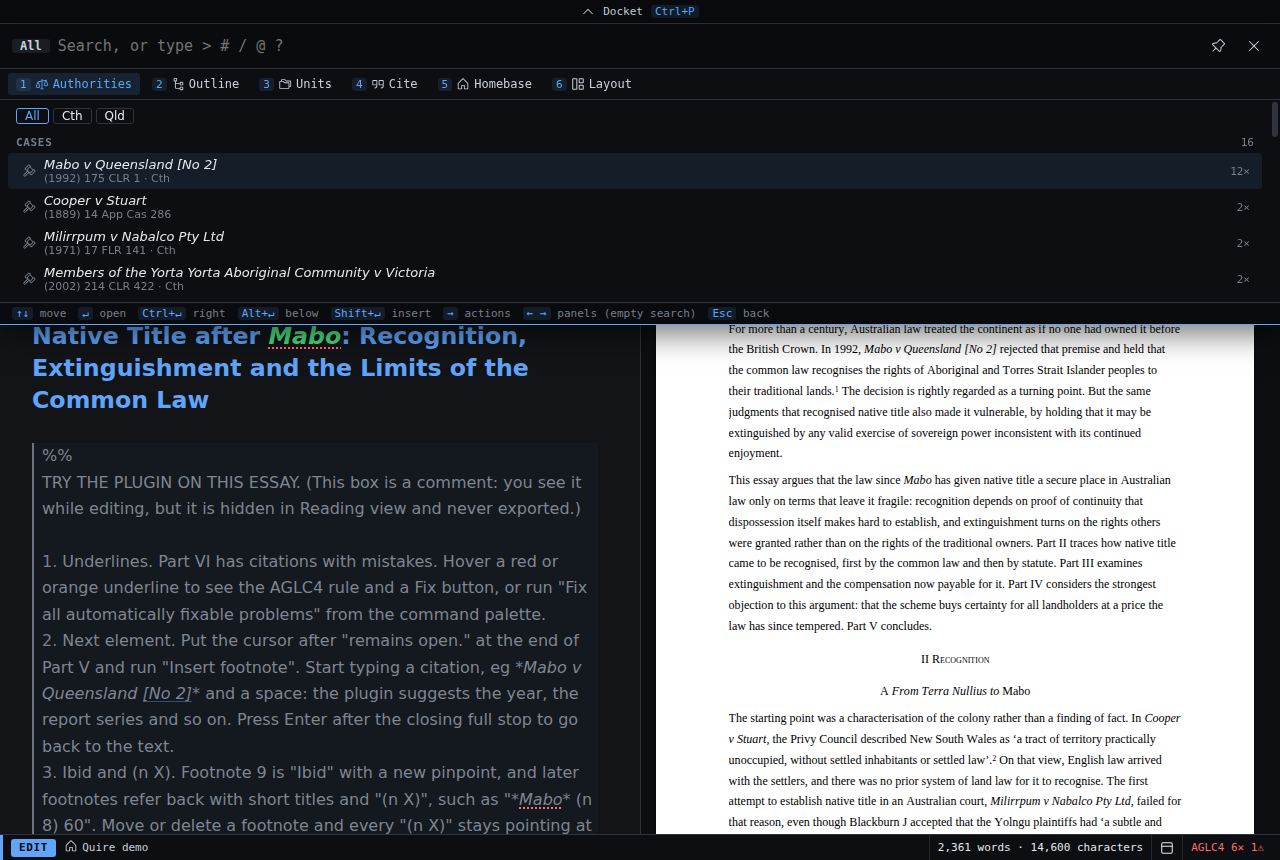 Docket Ctrl+P
All Search, or type > # / @ ?
1 Authorities 2 Outline 3 Units 4 Cite 5 Homebase 6 Layout
All Cth Qld
CASES 16
Mabo v Queensland [No 2]
(1992) 175 CLR 1 · Cth 12×
Cooper v Stuart
(1889) 14 App Cas 286 2×
Milirrpum v Nabalco Pty Ltd
(1971) 17 FLR 141 · Cth 2×
Members of the Yorta Yorta Aboriginal Community v Victoria
(2002) 214 CLR 422 · Cth 2×
↑↓ move ↵ open Ctrl+↵ right Alt+↵ below Shift+↵ insert → actions ← → panels (empty search) Esc back
Native Title after Mabo: Recognition,
Extinguishment and the Limits of the
Common Law
%%
TRY THE PLUGIN ON THIS ESSAY. (This box is a comment: you see it
while editing, but it is hidden in Reading view and never exported.)
1. Underlines. Part VI has citations with mistakes. Hover a red or
orange underline to see the AGLC4 rule and a Fix button, or run "Fix
all automatically fixable problems" from the command palette.
2. Next element. Put the cursor after "remains open." at the end of
Part V and run "Insert footnote". Start typing a citation, eg *Mabo v
Queensland [No 2]* and a space: the plugin suggests the year, the
report series and so on. Press Enter after the closing full stop to go
back to the text.
3. Ibid and (n X). Footnote 9 is "Ibid" with a new pinpoint, and later
footnotes refer back with short titles and "(n X)", such as "*Mabo* (n
8) 60". Move or delete a footnote and every "(n X)" stays pointing at
For more than a century, Australian law treated the continent as if no one had owned it before
the British Crown. In 1992, Mabo v Queensland [No 2] rejected that premise and held that
the common law recognises the rights of Aboriginal and Torres Strait Islander peoples to
their traditional lands.1 The decision is rightly regarded as a turning point. But the same
judgments that recognised native title also made it vulnerable, by holding that it may be
extinguished by any valid exercise of sovereign power inconsistent with its continued
enjoyment.
This essay argues that the law since Mabo has given native title a secure place in Australian
law only on terms that leave it fragile: recognition depends on proof of continuity that
dispossession itself makes hard to establish, and extinguishment turns on the rights others
were granted rather than on the rights of the traditional owners. Part II traces how native title
came to be recognised, first by the common law and then by statute. Part III examines
extinguishment and the compensation now payable for it. Part IV considers the strongest
objection to this argument: that the scheme buys certainty for all landholders at a price the
law has since tempered. Part V concludes.
II Recognition
A From Terra Nullius to Mabo
The starting point was a characterisation of the colony rather than a finding of fact. In Cooper
v Stuart, the Privy Council described New South Wales as ‘a tract of territory practically
unoccupied, without settled inhabitants or settled law’.2 On that view, English law arrived
with the settlers, and there was no prior system of land law for it to recognise. The first
attempt to establish native title in an Australian court, Milirrpum v Nabalco Pty Ltd, failed for
that reason, even though Blackburn J accepted that the Yolngu plaintiffs had ‘a subtle and
EDIT Quire demo 2,361 words · 14,600 characters AGLC4 6× 1⚠